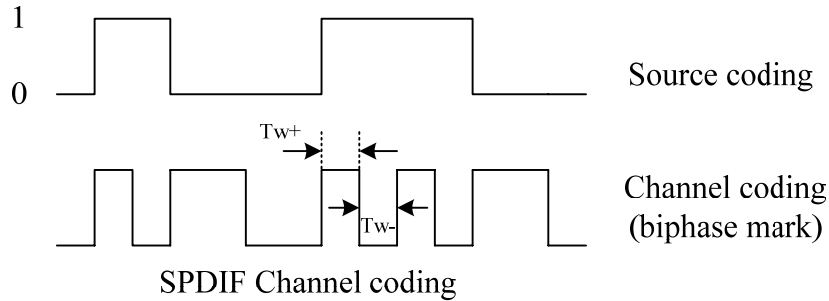 1
0
Source coding
Tw+
Tw-
Channel coding
(biphase mark)
SPDIF Channel coding